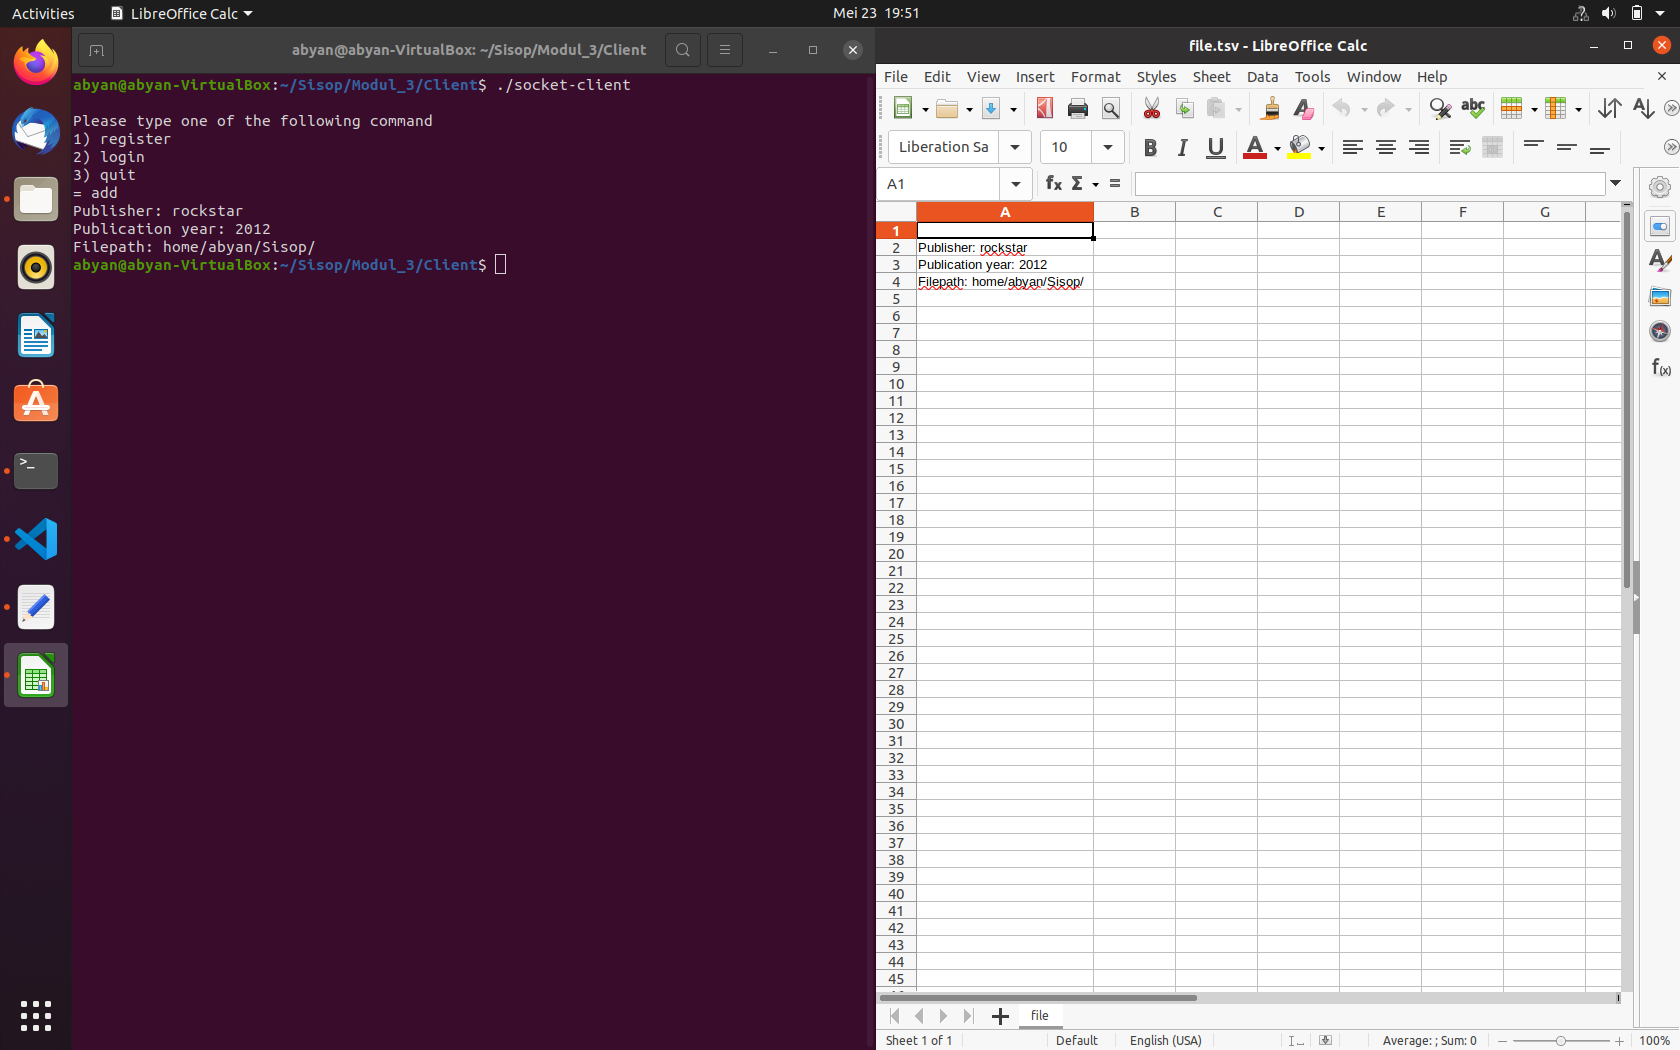 Activities LibreOffice Calc Mei 23 19:51
abyan@abyan-VirtualBox: ~/Sisop/Modul_3/Client
abyan@abyan-VirtualBox:~/Sisop/Modul_3/Client$ ./socket-client
Please type one of the following command
1) register
2) login
3) quit
= add
Publisher: rockstar
Publication year: 2012
Filepath: home/abyan/Sisop/
abyan@abyan-VirtualBox:~/Sisop/Modul_3/Client$
file.tsv - LibreOffice Calc
File Edit View Insert Format Styles Sheet Data Tools Window Help
Liberation Sa 10
A1
A B C D E F G
1
2 Publisher: rockstar
3 Publication year: 2012
4 Filepath: home/abyan/Sisop/
5
6
7
8
9
10
11
12
13
14
15
16
17
18
19
20
21
22
23
24
25
26
27
28
29
30
31
32
33
34
35
36
37
38
39
40
41
42
43
44
45
file
Sheet 1 of 1 Default English (USA) Average: ; Sum: 0 100%